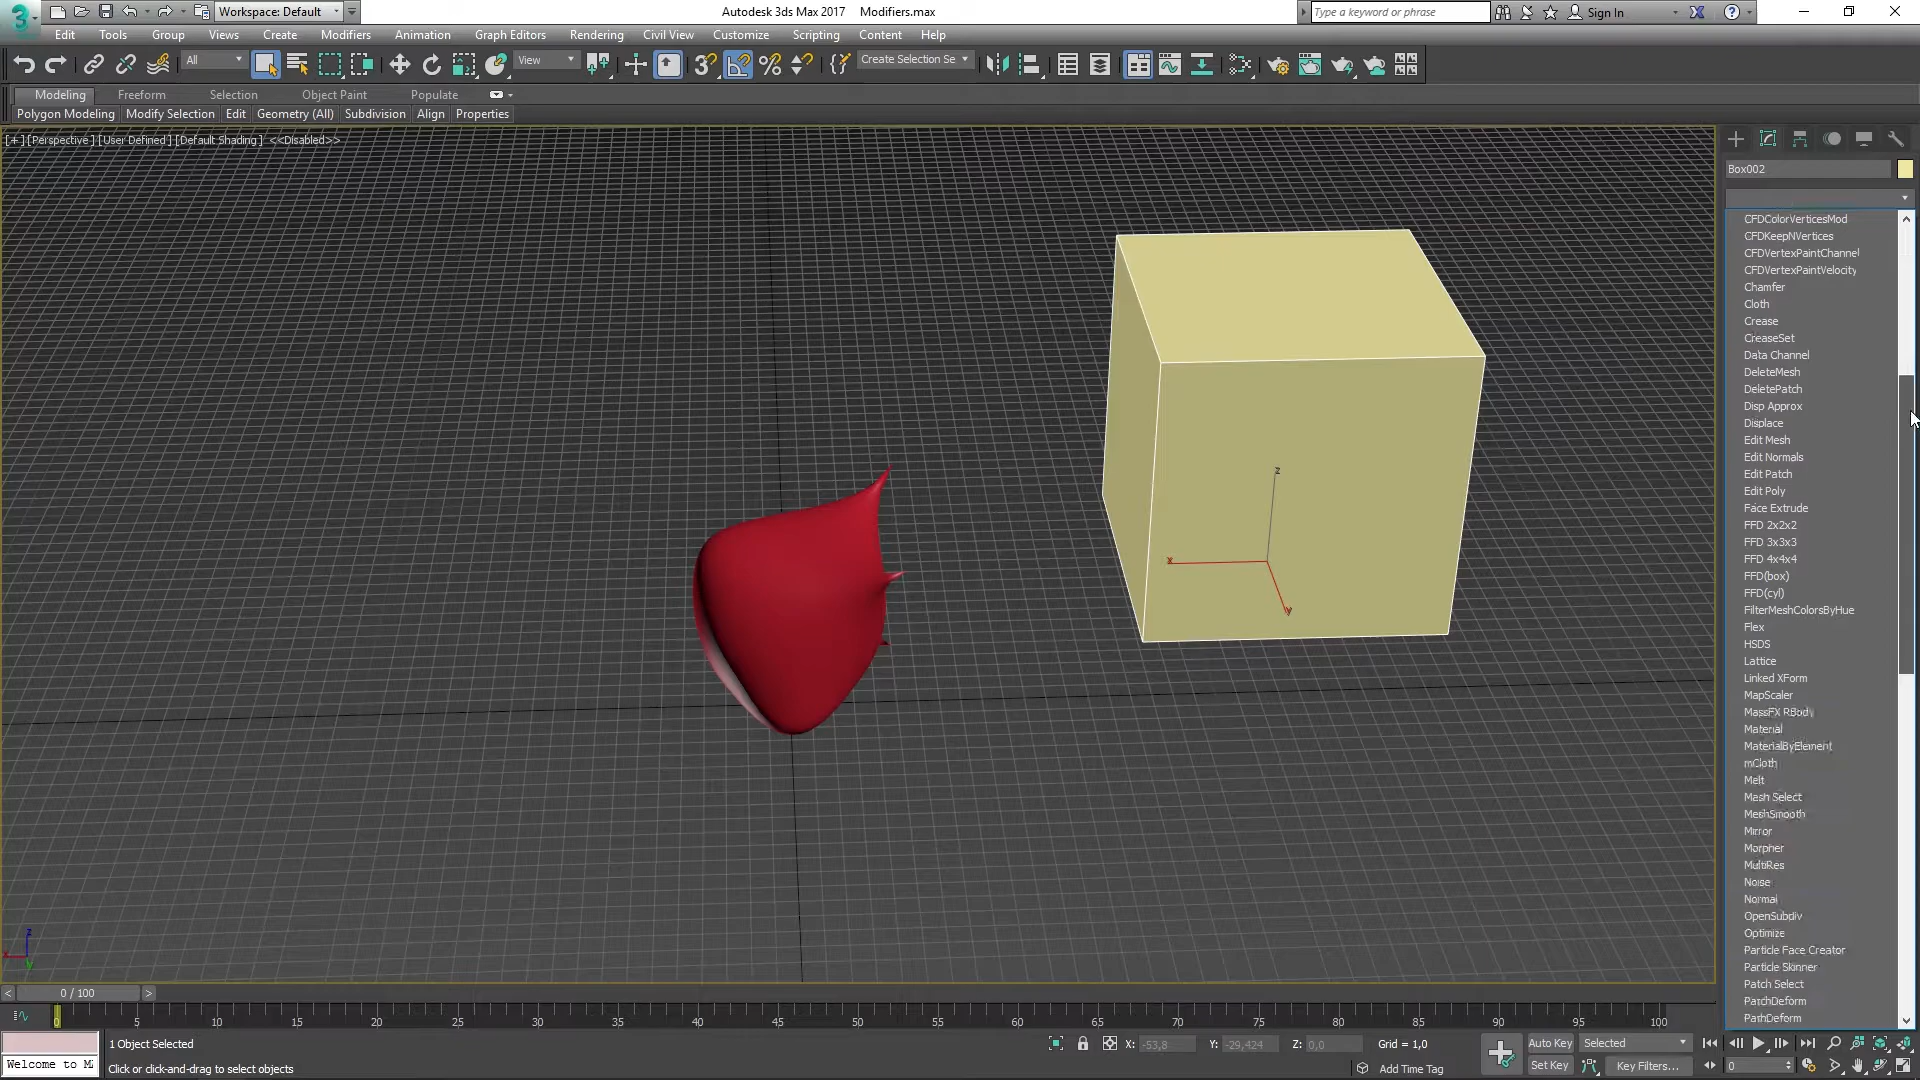 Workspace: Default
Autodesk 3ds Max 2017 Modifiers.max
Type a keyword or phrase
Sign In
Edit Tools Group Views Create Modifiers Animation Graph Editors Rendering Civil View Customize Scripting Content Help
All View Create Selection Se
Modeling Freeform Selection Object Paint Populate
Polygon Modeling Modify Selection Edit Geometry (All) Subdivision Align Properties
[+] [Perspective] [User Defined] [Default Shading] <<Disabled>>
Box002
CFDColorVerticesMod
CFDKeepNVertices
CFDVertexPaintChannel
CFDVertexPaintVelocity
Chamfer
Cloth
Crease
CreaseSet
Data Channel
DeleteMesh
DeletePatch
Disp Approx
Displace
Edit Mesh
Edit Normals
Edit Patch
Edit Poly
Face Extrude
FFD 2x2x2
FFD 3x3x3
FFD 4x4x4
FFD(box)
FFD(cyl)
FilterMeshColorsByHue
Flex
HSDS
Lattice
Linked XForm
MapScaler
MassFX RBody
Material
MaterialByElement
mCloth
Melt
Mesh Select
MeshSmooth
Mirror
Morpher
MultiRes
Noise
Normal
OpenSubdiv
Optimize
Particle Face Creator
Particle Skinner
Patch Select
PatchDeform
PathDeform
z
x
y
z
x
y
< 0 / 100 >
5 10 15 20 25 30 35 40 45 50 55 60 65 70 75 80 85 90 95 100
1 Object Selected
X: -53,8 Y: -29,424 Z: 0,0 Grid = 1,0
Auto Key Selected
Welcome to M
Click or click-and-drag to select objects
Add Time Tag
Set Key Key Filters... 0